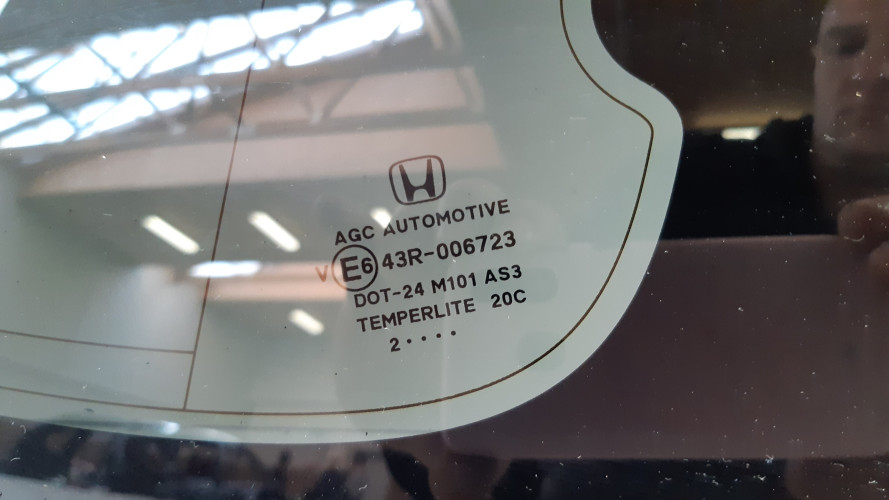 AGC AUTOMOTIVE
V E6 43R-006723
DOT-24 M101 AS3
TEMPERLITE 20C
2····